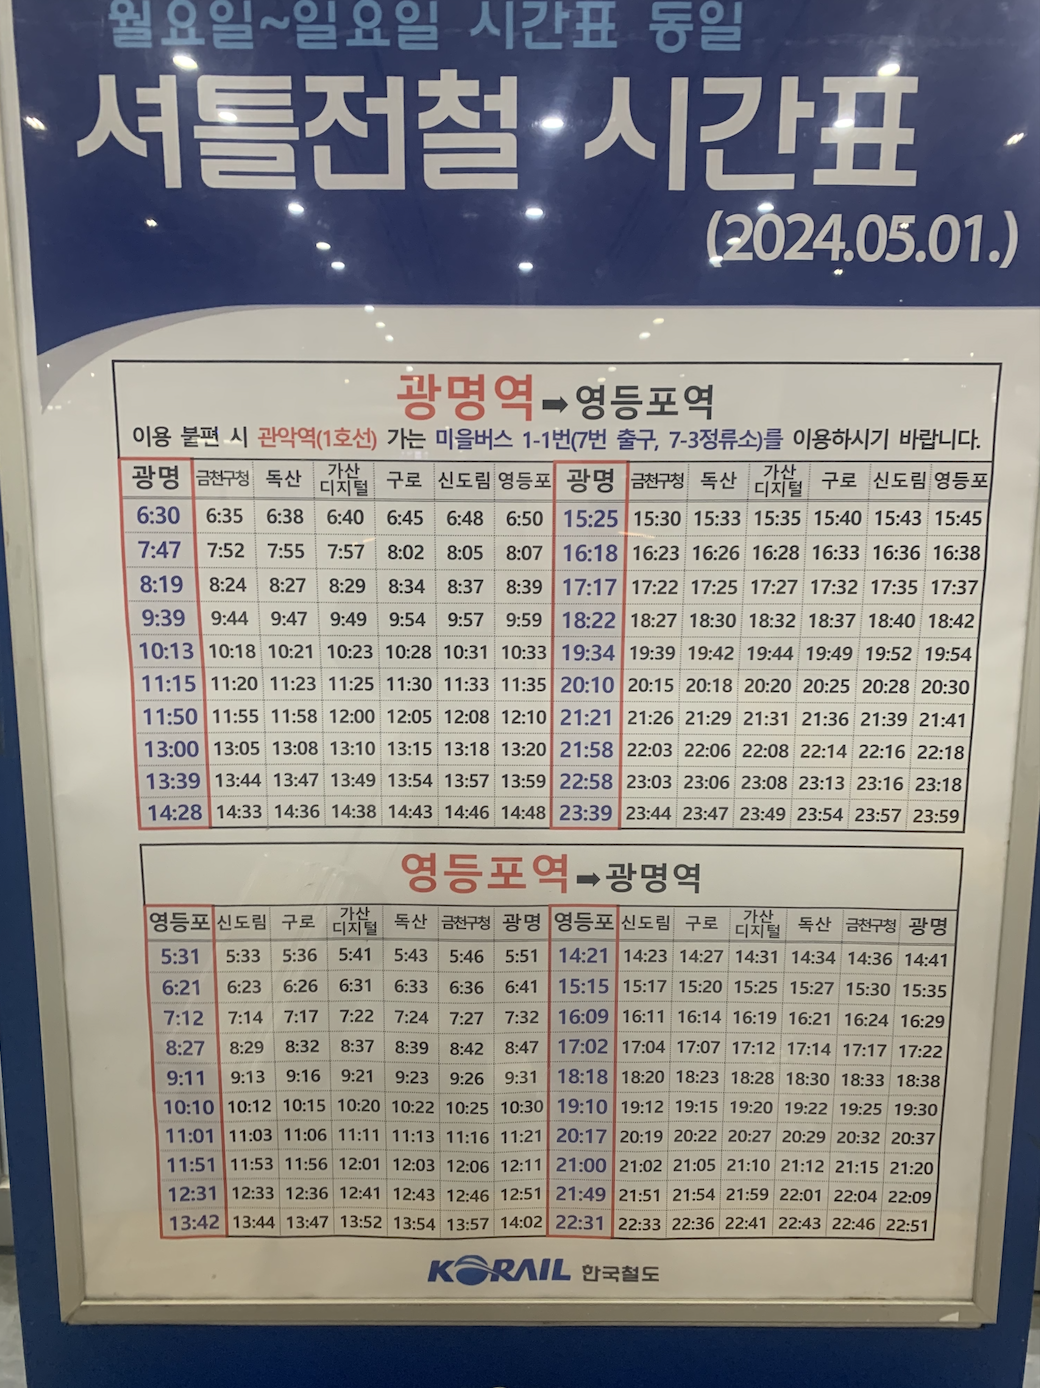 월요일~일요일 시간표 동일
셔틀전철 시간표
(2024.05.01.)
광명역➡영등포역
이용 불편 시 관악역(1호선) 가는 마을버스 1-1번(7번 출구, 7-3정류소)를 이용하시기 바랍니다.
광명 금천구청 독산 가산디지털 구로 신도림 영등포 광명 금천구청 독산 가산디지털 구로 신도림 영등포
6:30 6:35 6:38 6:40 6:45 6:48 6:50 15:25 15:30 15:33 15:35 15:40 15:43 15:45
7:47 7:52 7:55 7:57 8:02 8:05 8:07 16:18 16:23 16:26 16:28 16:33 16:36 16:38
8:19 8:24 8:27 8:29 8:34 8:37 8:39 17:17 17:22 17:25 17:27 17:32 17:35 17:37
9:39 9:44 9:47 9:49 9:54 9:57 9:59 18:22 18:27 18:30 18:32 18:37 18:40 18:42
10:13 10:18 10:21 10:23 10:28 10:31 10:33 19:34 19:39 19:42 19:44 19:49 19:52 19:54
11:15 11:20 11:23 11:25 11:30 11:33 11:35 20:10 20:15 20:18 20:20 20:25 20:28 20:30
11:50 11:55 11:58 12:00 12:05 12:08 12:10 21:21 21:26 21:29 21:31 21:36 21:39 21:41
13:00 13:05 13:08 13:10 13:15 13:18 13:20 21:58 22:03 22:06 22:08 22:14 22:16 22:18
13:39 13:44 13:47 13:49 13:54 13:57 13:59 22:58 23:03 23:06 23:08 23:13 23:16 23:18
14:28 14:33 14:36 14:38 14:43 14:46 14:48 23:39 23:44 23:47 23:49 23:54 23:57 23:59
영등포역➡광명역
영등포 신도림 구로 가산디지털 독산 금천구청 광명 영등포 신도림 구로 가산디지털 독산 금천구청 광명
5:31 5:33 5:36 5:41 5:43 5:46 5:51 14:21 14:23 14:27 14:31 14:34 14:36 14:41
6:21 6:23 6:26 6:31 6:33 6:36 6:41 15:15 15:17 15:20 15:25 15:27 15:30 15:35
7:12 7:14 7:17 7:22 7:24 7:27 7:32 16:09 16:11 16:14 16:19 16:21 16:24 16:29
8:27 8:29 8:32 8:37 8:39 8:42 8:47 17:02 17:04 17:07 17:12 17:14 17:17 17:22
9:11 9:13 9:16 9:21 9:23 9:26 9:31 18:18 18:20 18:23 18:28 18:30 18:33 18:38
10:10 10:12 10:15 10:20 10:22 10:25 10:30 19:10 19:12 19:15 19:20 19:22 19:25 19:30
11:01 11:03 11:06 11:11 11:13 11:16 11:21 20:17 20:19 20:22 20:27 20:29 20:32 20:37
11:51 11:53 11:56 12:01 12:03 12:06 12:11 21:00 21:02 21:05 21:10 21:12 21:15 21:20
12:31 12:33 12:36 12:41 12:43 12:46 12:51 21:49 21:51 21:54 21:59 22:01 22:04 22:09
13:42 13:44 13:47 13:52 13:54 13:57 14:02 22:31 22:33 22:36 22:41 22:43 22:46 22:51
KORAIL 한국철도